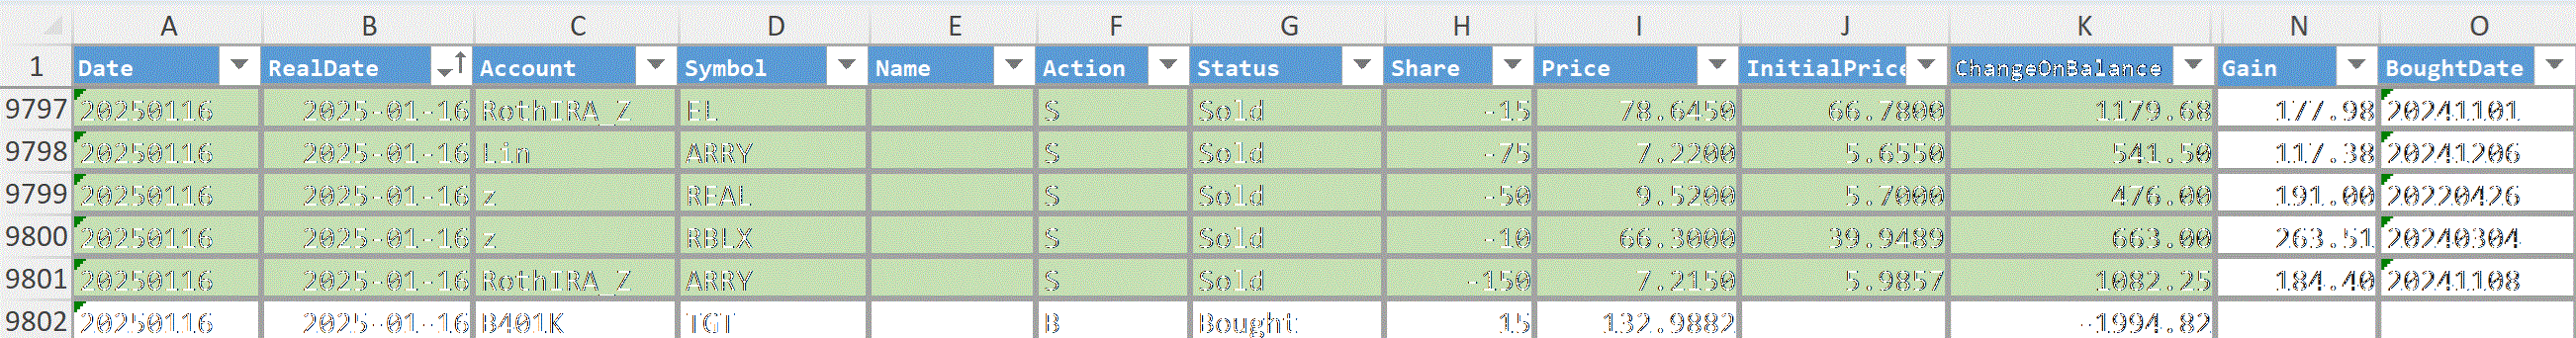 A B C D E F G H I J K N O
1 Date RealDate Account Symbol Name Action Status Share Price InitialPrice ChangeOnBalance Gain BoughtDate
9797 20250116 2025-01-16 RothIRA_Z EL S Sold -15 78.6450 66.7800 1179.68 177.98 20241101
9798 20250116 2025-01-16 Lin ARRY S Sold -75 7.2200 5.6550 541.50 117.38 20241206
9799 20250116 2025-01-16 z REAL S Sold -50 9.5200 5.7000 476.00 191.00 20220426
9800 20250116 2025-01-16 z RBLX S Sold -10 66.3000 39.9489 663.00 263.51 20240304
9801 20250116 2025-01-16 RothIRA_Z ARRY S Sold -150 7.2150 5.9857 1082.25 184.40 20241108
9802 20250116 2025-01-16 B401K TGT B Bought 15 132.9882 -1994.82